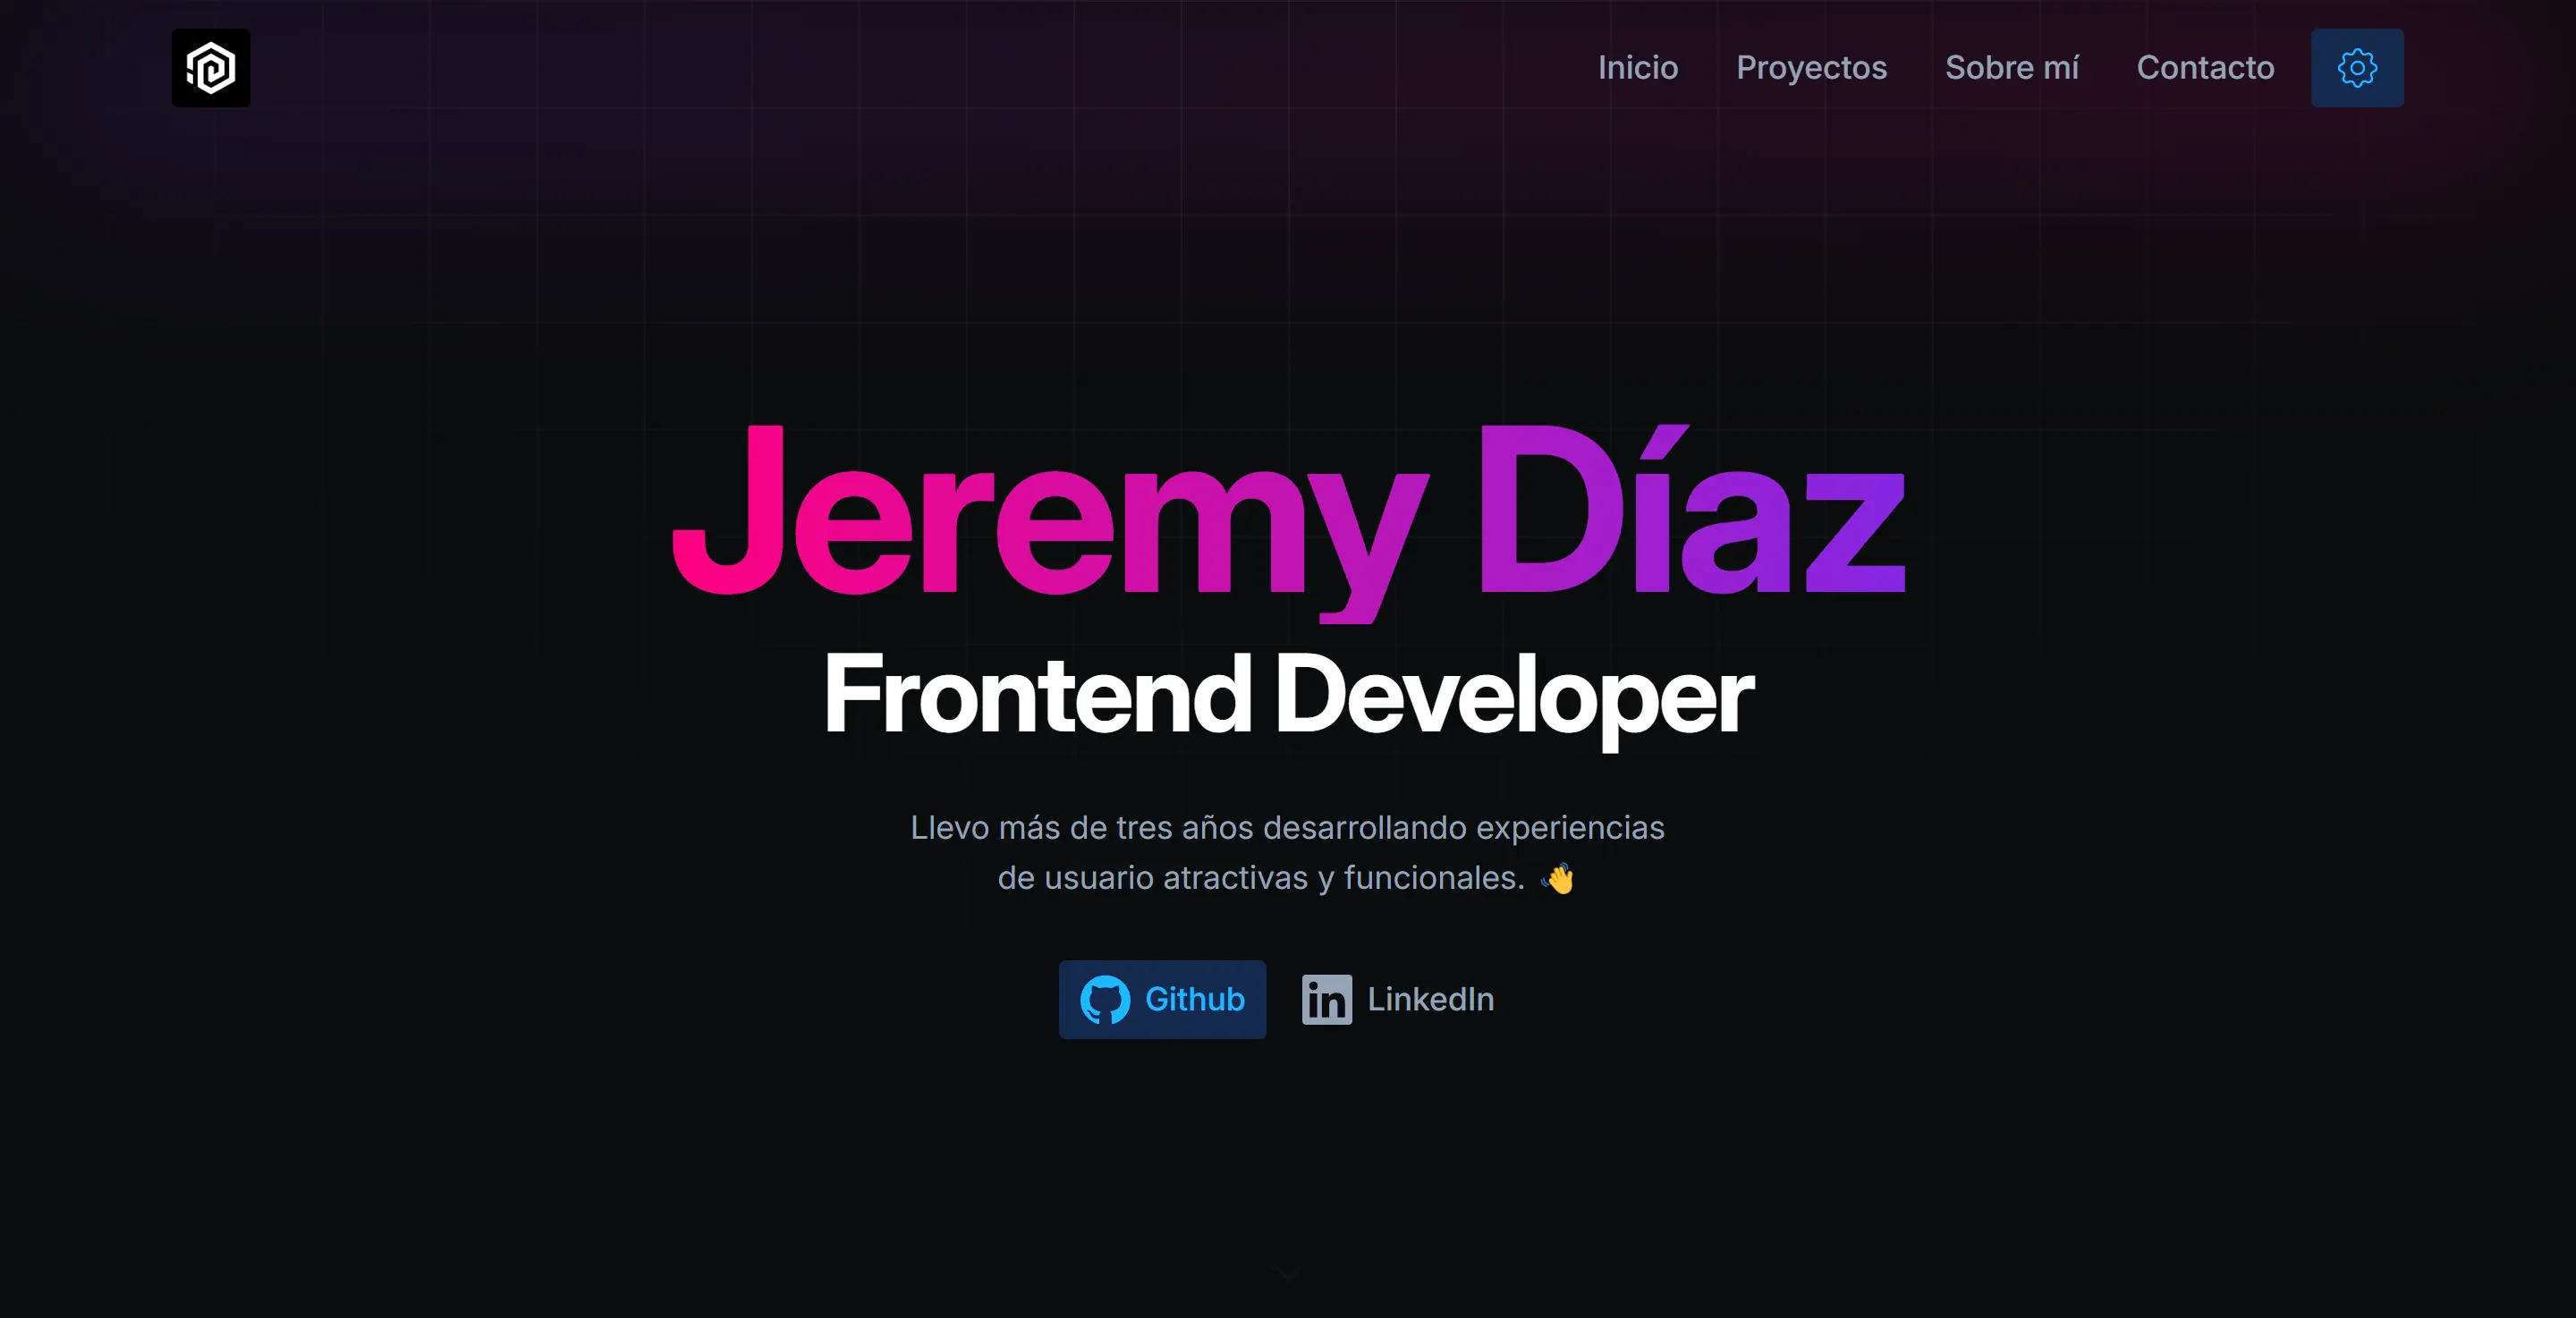 Inicio Proyectos Sobre mí Contacto
Jeremy Díaz
Frontend Developer
Llevo más de tres años desarrollando experiencias
de usuario atractivas y funcionales. 👋
Github LinkedIn